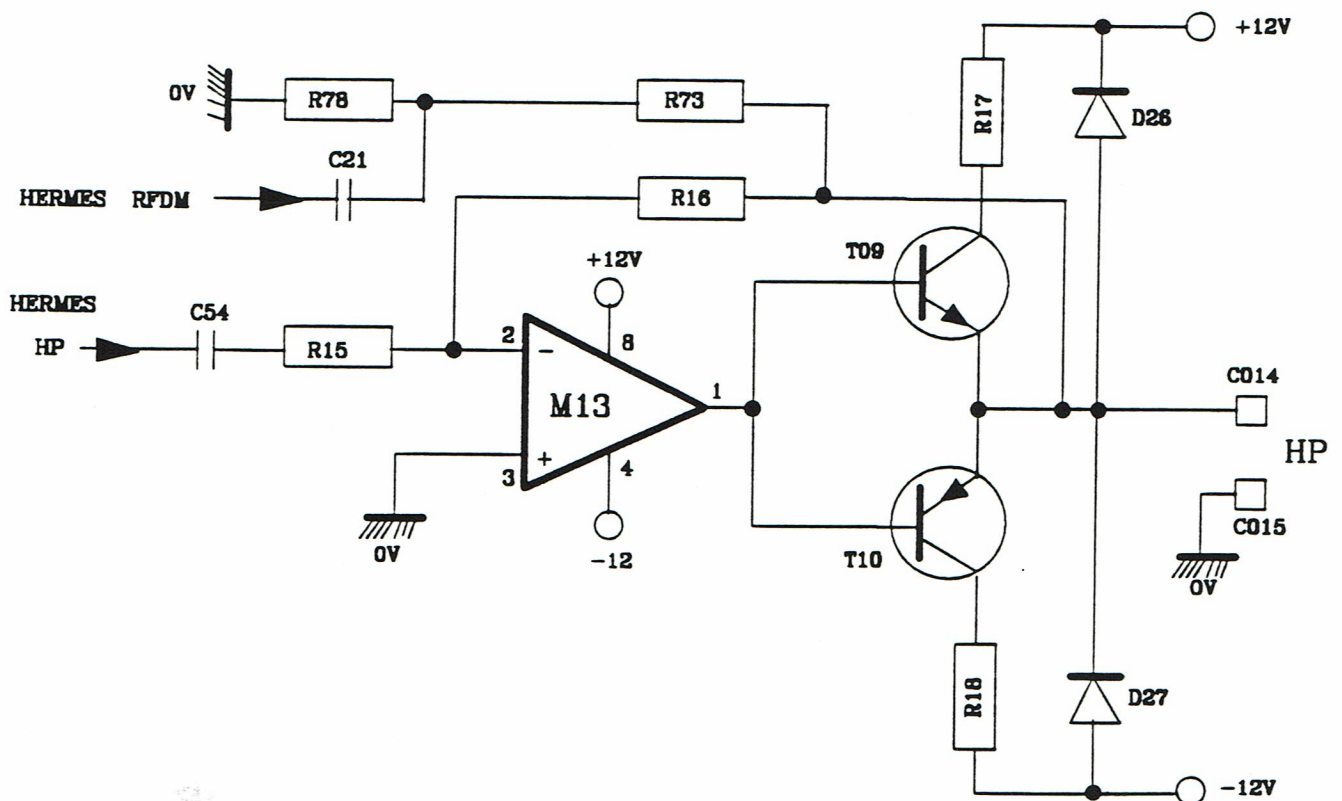 +12V
0V
R78
R73
R17
D26
C21
HERMES RFDM
R16
T09
+12V
HERMES
C54
HP
R15
2
8
-
M13
1
C014
HP
3
+
4
0V
-12
C015
T10
0V
R18
D27
-12V